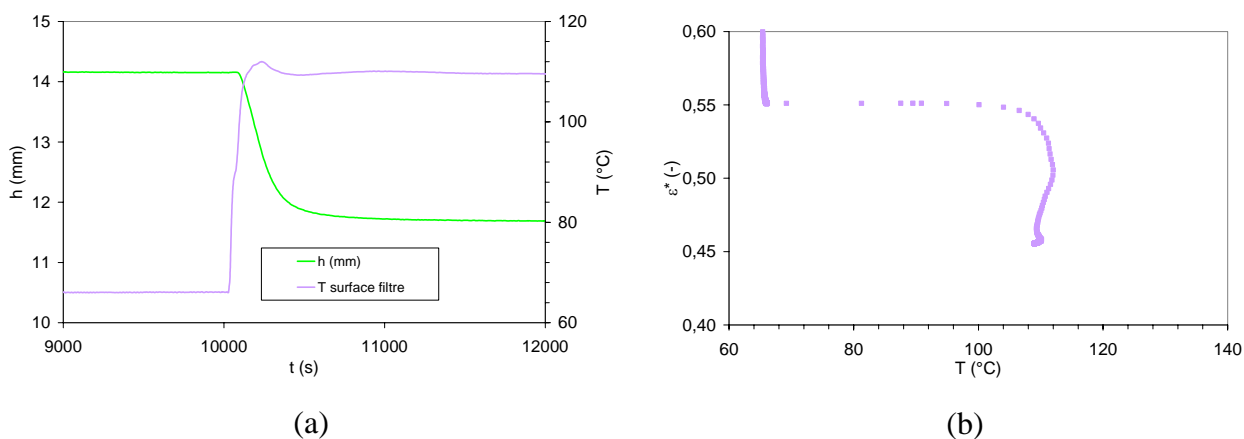 15
14
13
12
11
10
h (mm)
120
100
80
60
T (°C)
h (mm)
T surface filtre
9000 10000 11000 12000
t (s)
(a)
0,60
0,55
0,50
0,45
0,40
ε* (-)
60 80 100 120 140
T (°C)
(b)